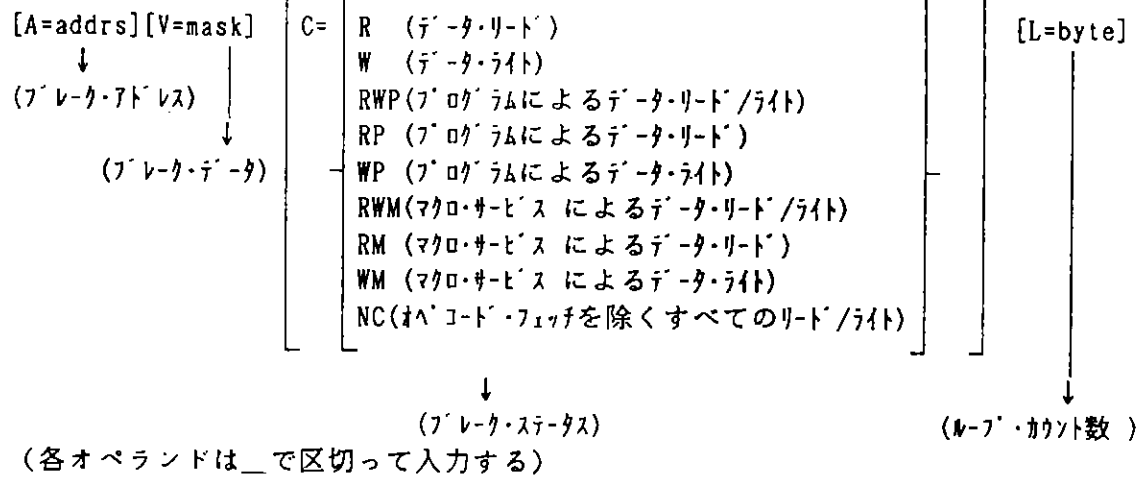 [A=addrs][V=mask] C= R (ﾃﾞｰﾀ･ﾘｰﾄﾞ) [L=byte]
↓ W (ﾃﾞｰﾀ･ﾗｲﾄ)
(ﾌﾞﾚｰｸ･ｱﾄﾞﾚｽ) RWP(ﾌﾟﾛｸﾞﾗﾑによるﾃﾞｰﾀ･ﾘｰﾄﾞ/ﾗｲﾄ)
↓ RP (ﾌﾟﾛｸﾞﾗﾑによるﾃﾞｰﾀ･ﾘｰﾄﾞ)
(ﾌﾞﾚｰｸ･ﾃﾞｰﾀ) WP (ﾌﾟﾛｸﾞﾗﾑによるﾃﾞｰﾀ･ﾗｲﾄ)
RWM(ﾏｸﾛ･ｻｰﾋﾞｽ によるﾃﾞｰﾀ･ﾘｰﾄﾞ/ﾗｲﾄ)
RM (ﾏｸﾛ･ｻｰﾋﾞｽ によるﾃﾞｰﾀ･ﾘｰﾄﾞ)
WM (ﾏｸﾛ･ｻｰﾋﾞｽ によるﾃﾞｰﾀ･ﾗｲﾄ)
NC(ｵﾍﾟｺｰﾄﾞ･ﾌｪｯﾁを除くすべてのﾘｰﾄﾞ/ﾗｲﾄ)
↓ ↓
(ﾌﾞﾚｰｸ･ｽﾃｰﾀｽ) (ﾙｰﾌﾟ･ｶｳﾝﾄ数 )
(各オペランドは_で区切って入力する)